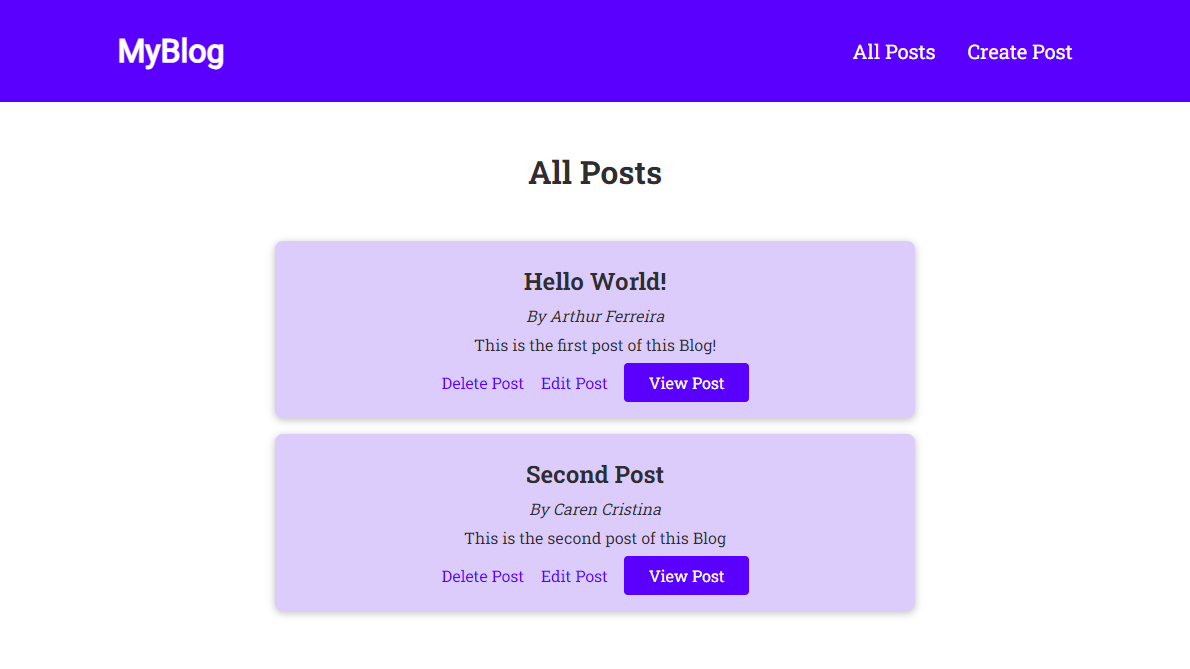 MyBlog All Posts Create Post
All Posts
Hello World!
By Arthur Ferreira
This is the first post of this Blog!
Delete Post Edit Post View Post
Second Post
By Caren Cristina
This is the second post of this Blog
Delete Post Edit Post View Post